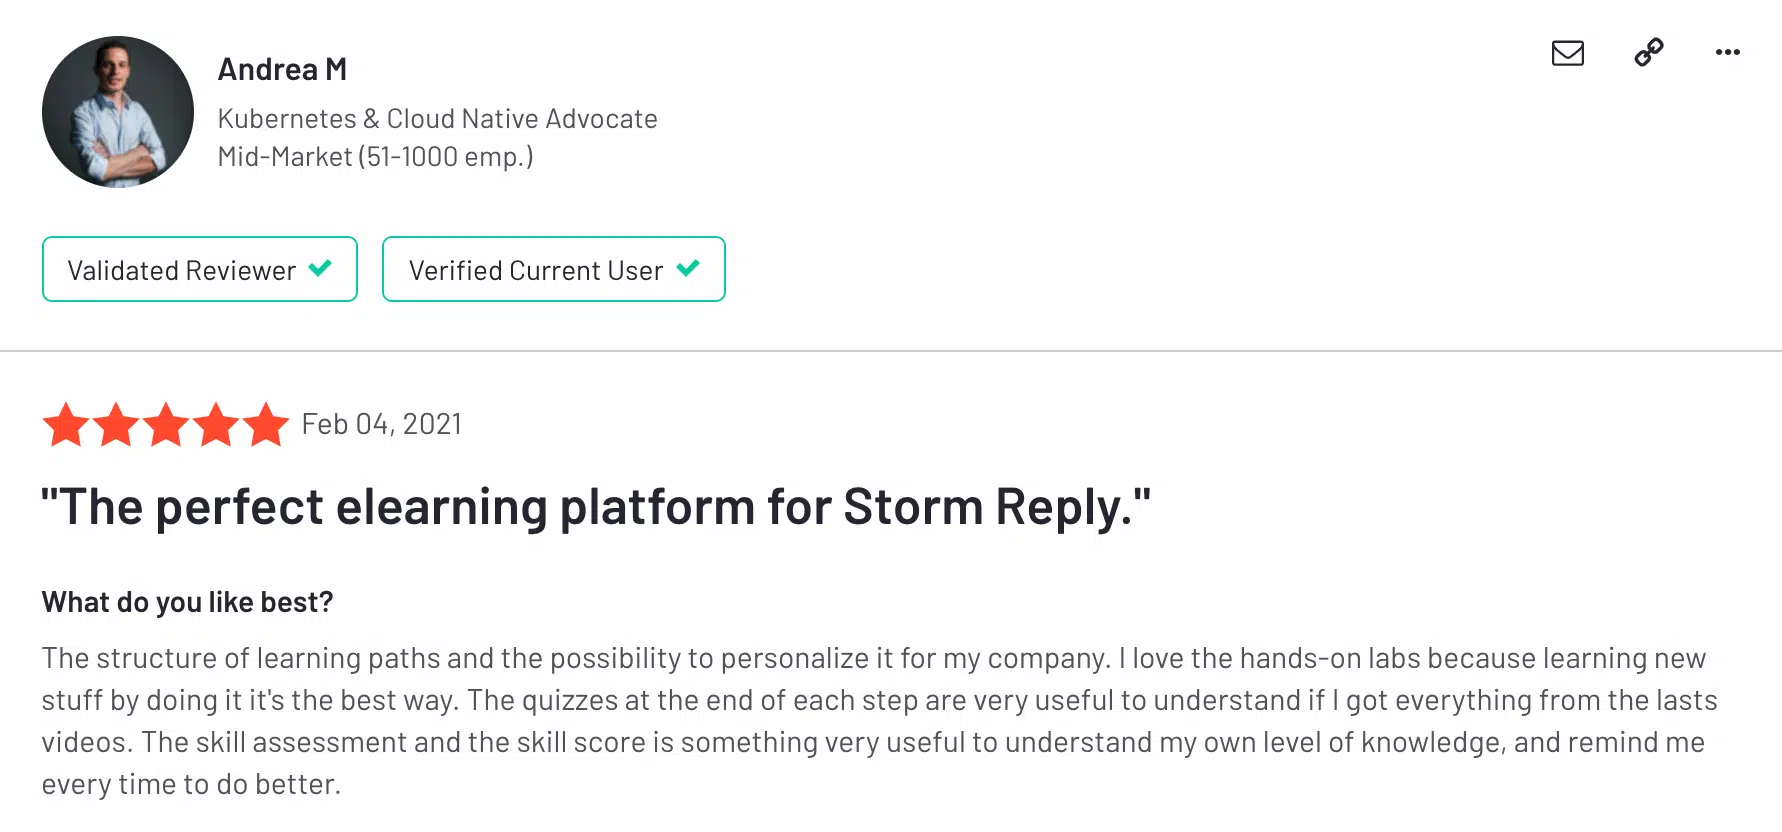 Andrea M
Kubernetes & Cloud Native Advocate
Mid-Market (51-1000 emp.)
Validated Reviewer
Verified Current User
Feb 04, 2021
"The perfect elearning platform for Storm Reply."
What do you like best?
The structure of learning paths and the possibility to personalize it for my company. I love the hands-on labs because learning new
stuff by doing it it's the best way. The quizzes at the end of each step are very useful to understand if I got everything from the lasts
videos. The skill assessment and the skill score is something very useful to understand my own level of knowledge, and remind me
every time to do better.